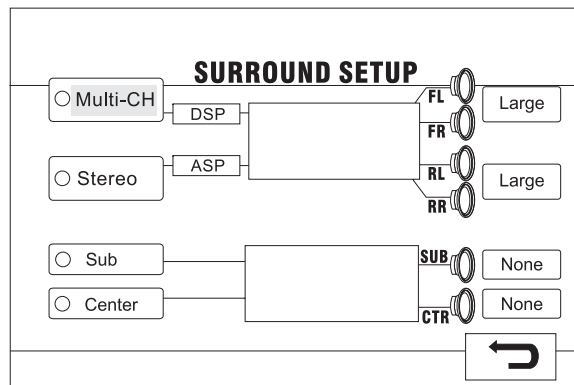 SURROUND SETUP
Multi-CH
DSP
FL
Large
FR
Stereo
ASP
RL
Large
RR
Sub
SUB
None
Center
CTR
None